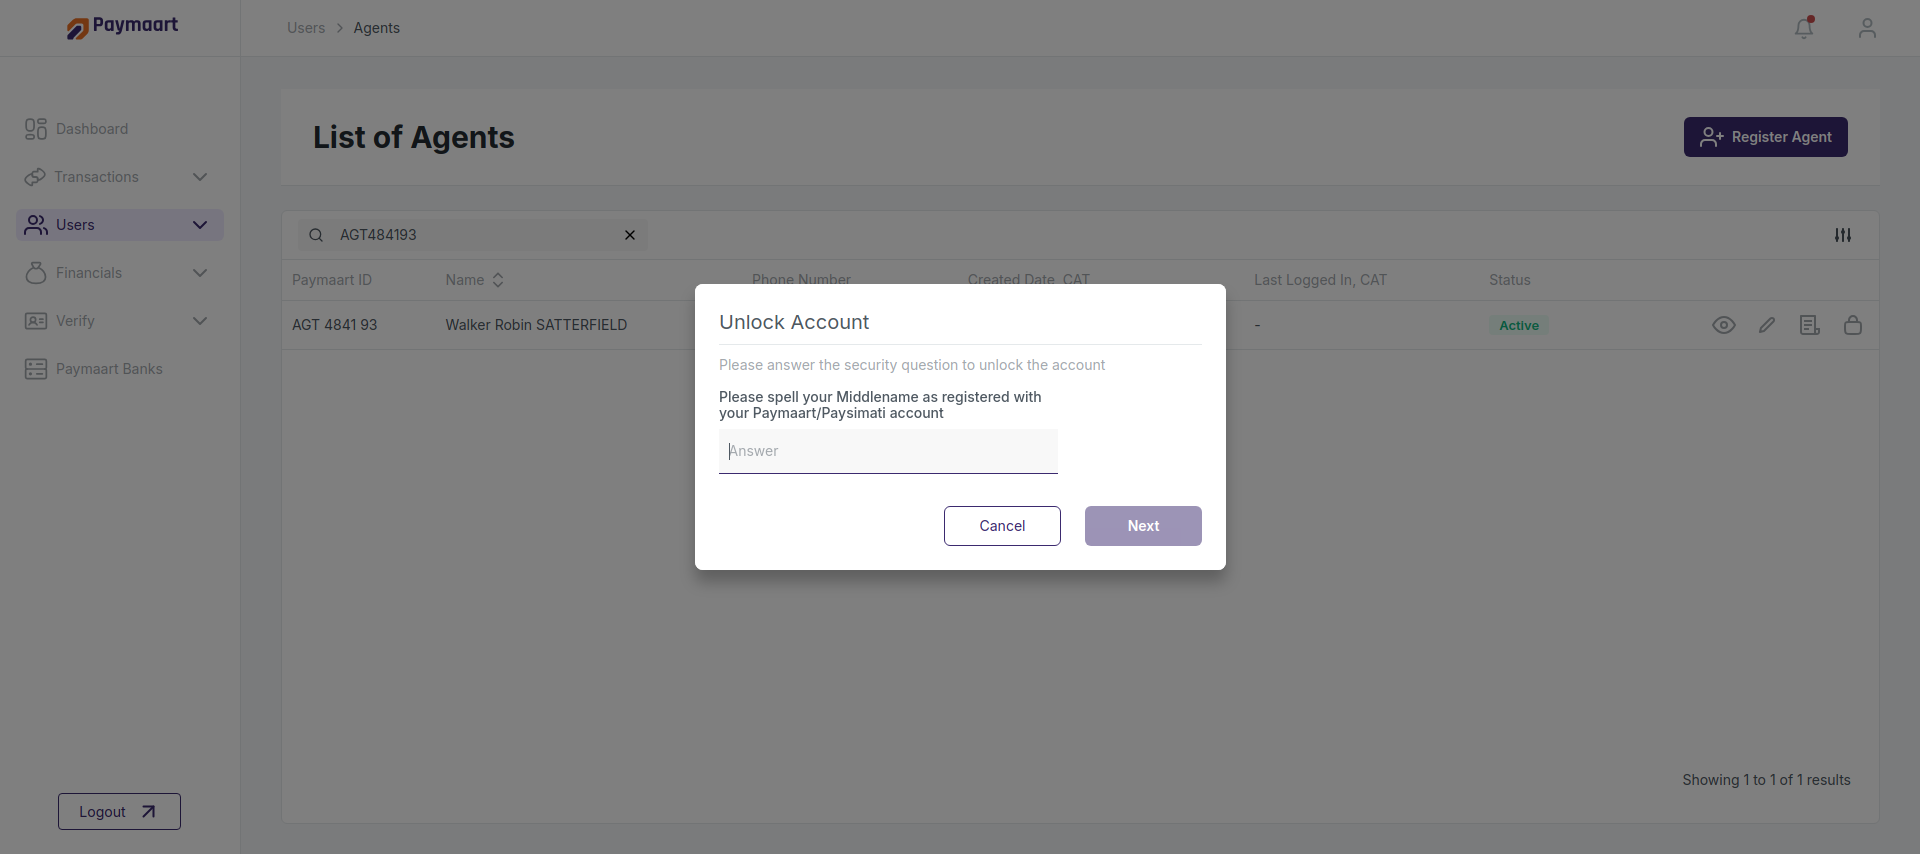 Paymaart
Users > Agents
Dashboard
Transactions
Users
Financials
Verify
Paymaart Banks
Logout
List of Agents
Register Agent
AGT484193
Paymaart ID Name Phone Number Created Date, CAT Last Logged In, CAT Status
AGT 4841 93 Walker Robin SATTERFIELD - Active
Unlock Account
Please answer the security question to unlock the account
Please spell your Middlename as registered with
your Paymaart/Paysimati account
Answer
Cancel Next
Showing 1 to 1 of 1 results